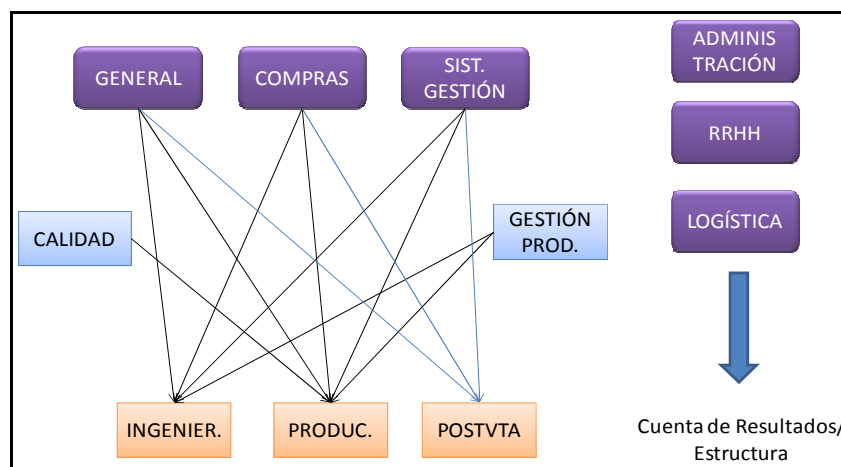 GENERAL
COMPRAS
SIST.
GESTIÓN
ADMINIS
TRACIÓN
RRHH
LOGÍSTICA
CALIDAD
GESTIÓN
PROD.
INGENIER.
PRODUC.
POSTVTA
Cuenta de Resultados/
Estructura